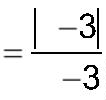 = |-3| / -3